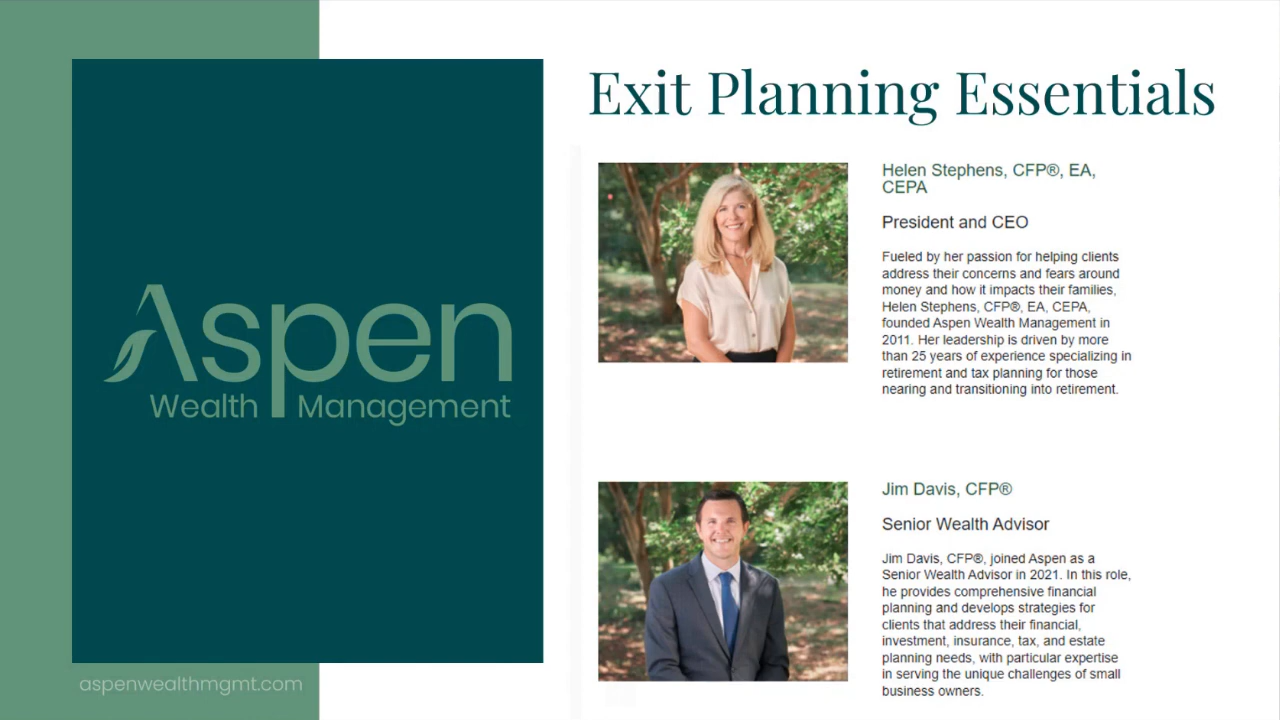 Exit Planning Essentials
Aspen
Wealth Management
aspenwealthmgmt.com
Helen Stephens, CFP®, EA,
CEPA
President and CEO
Fueled by her passion for helping clients
address their concerns and fears around
money and how it impacts their families,
Helen Stephens, CFP®, EA, CEPA,
founded Aspen Wealth Management in
2011. Her leadership is driven by more
than 25 years of experience specializing in
retirement and tax planning for those
nearing and transitioning into retirement.
Jim Davis, CFP®
Senior Wealth Advisor
Jim Davis, CFP®, joined Aspen as a
Senior Wealth Advisor in 2021. In this role,
he provides comprehensive financial
planning and develops strategies for
clients that address their financial,
investment, insurance, tax, and estate
planning needs, with particular expertise
in serving the unique challenges of small
business owners.